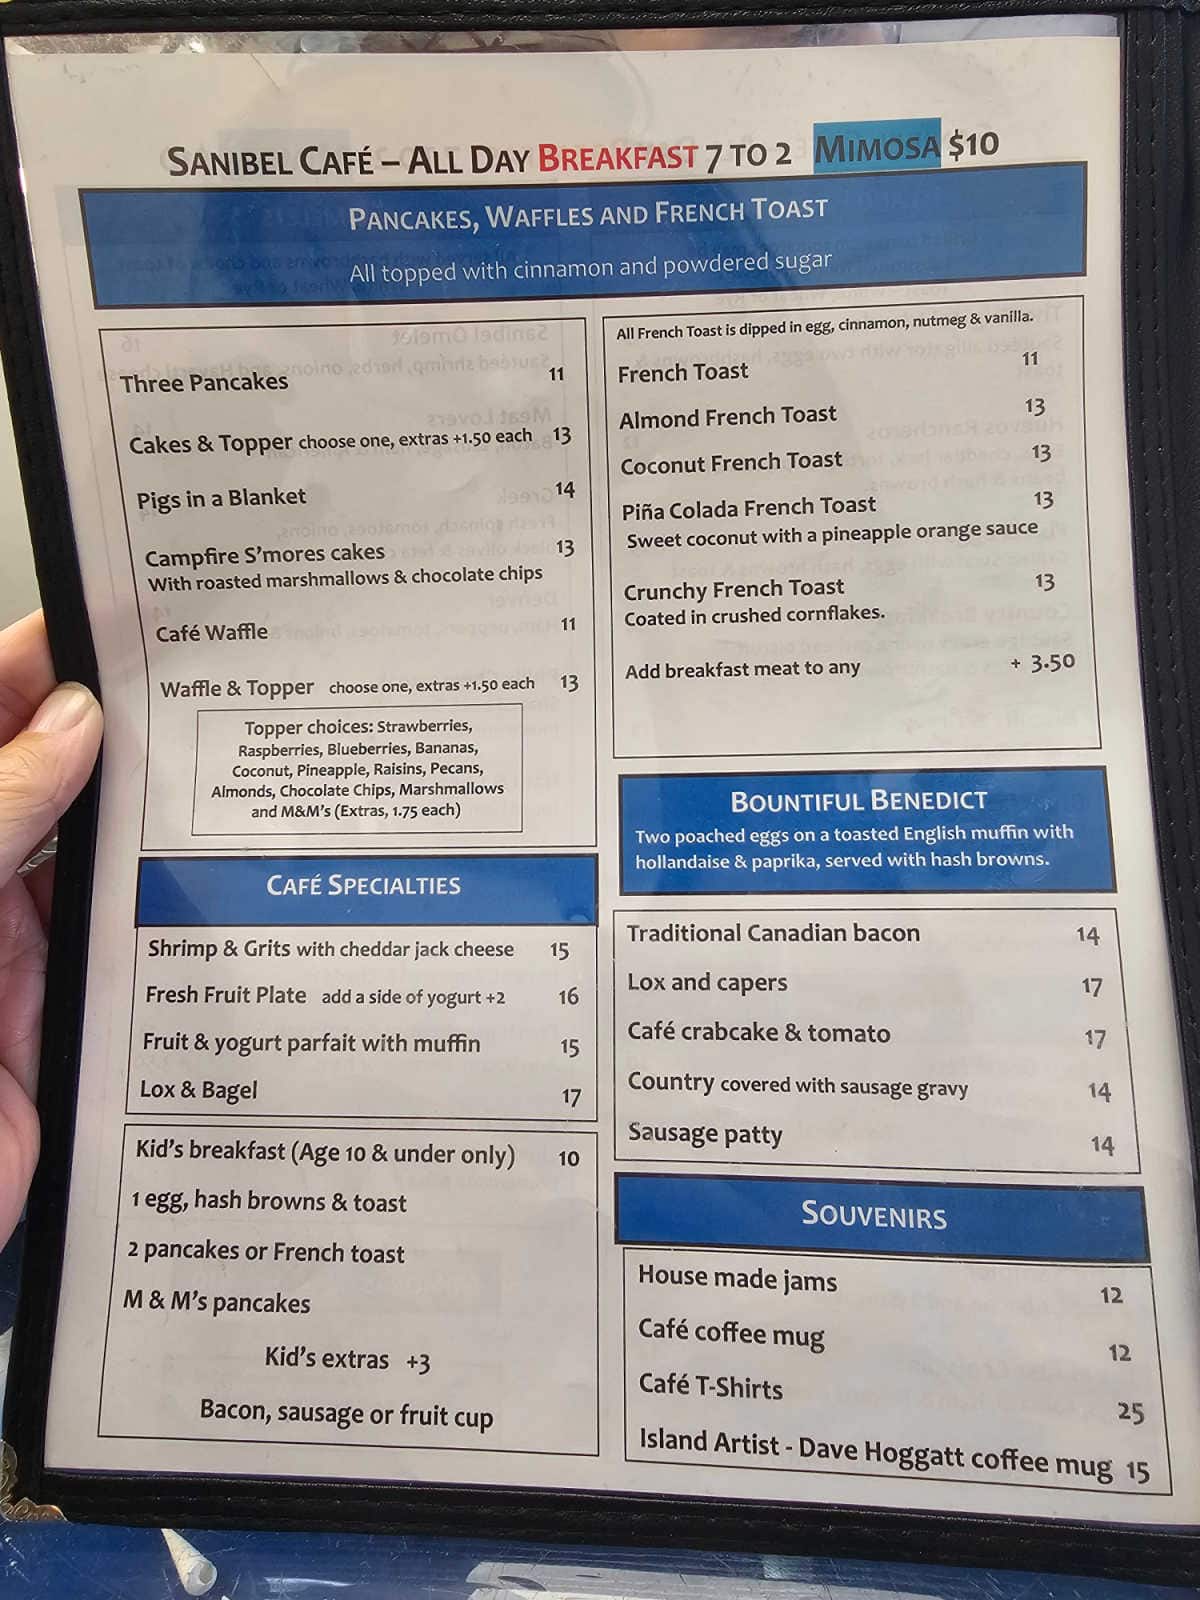 SANIBEL CAFÉ – ALL DAY BREAKFAST 7 TO 2 MIMOSA $10
PANCAKES, WAFFLES AND FRENCH TOAST
All topped with cinnamon and powdered sugar
Three Pancakes 11
Cakes & Topper choose one, extras +1.50 each 13
Pigs in a Blanket 14
Campfire S'mores cakes 13
With roasted marshmallows & chocolate chips
Café Waffle 11
Waffle & Topper choose one, extras +1.50 each 13
Topper choices: Strawberries,
Raspberries, Blueberries, Bananas,
Coconut, Pineapple, Raisins, Pecans,
Almonds, Chocolate Chips, Marshmallows
and M&M's (Extras, 1.75 each)
All French Toast is dipped in egg, cinnamon, nutmeg & vanilla.
French Toast 11
Almond French Toast 13
Coconut French Toast 13
Piña Colada French Toast 13
Sweet coconut with a pineapple orange sauce
Crunchy French Toast 13
Coated in crushed cornflakes.
Add breakfast meat to any + 3.50
CAFÉ SPECIALTIES
Shrimp & Grits with cheddar jack cheese 15
Fresh Fruit Plate add a side of yogurt +2 16
Fruit & yogurt parfait with muffin 15
Lox & Bagel 17
Kid's breakfast (Age 10 & under only) 10
1 egg, hash browns & toast
2 pancakes or French toast
M & M's pancakes
Kid's extras +3
Bacon, sausage or fruit cup
BOUNTIFUL BENEDICT
Two poached eggs on a toasted English muffin with
hollandaise & paprika, served with hash browns.
Traditional Canadian bacon 14
Lox and capers 17
Café crabcake & tomato 17
Country covered with sausage gravy 14
Sausage patty 14
SOUVENIRS
House made jams 12
Café coffee mug 12
Café T-Shirts 25
Island Artist - Dave Hoggatt coffee mug 15